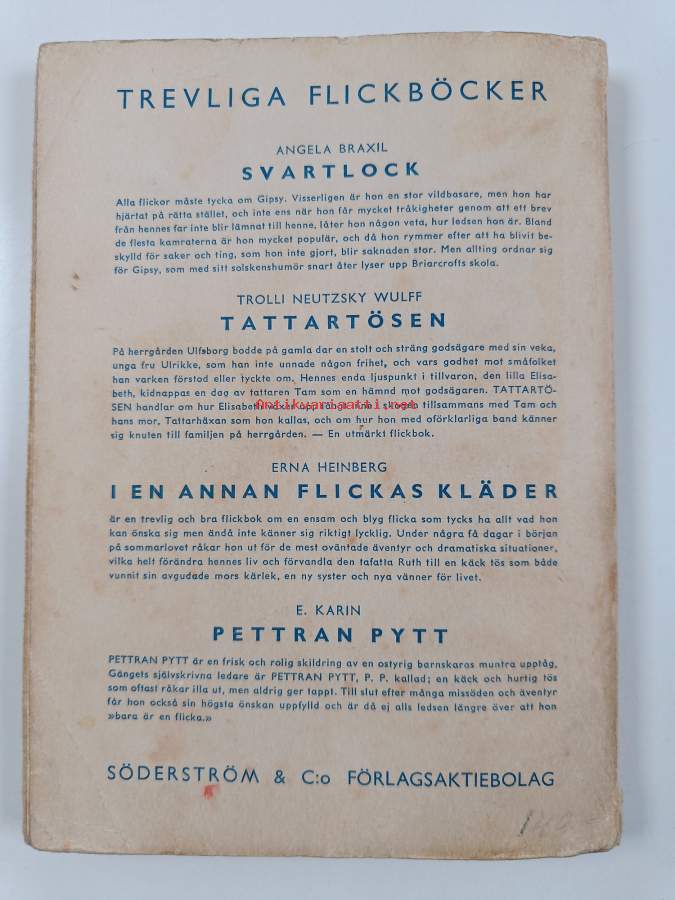 TREVLIGA FLICKBÖCKER
ANGELA BRAXIL
SVARTLOCK
Alla flickor måste tycka om Gipsy. Visserligen är hon en stor vildbasare, men hon har
hjärtat på rätta stället, och inte ens när hon får mycket tråkigheter genom att ett brev
från hennes far inte blir lämnat till henne, låter hon någon veta, hur ledsen hon är. Bland
de flesta kamraterna är hon mycket populär, och då hon rymmer efter att ha blivit be-
skylld för saker och ting, som hon inte gjort, blir saknaden stor. Men allting ordnar sig
för Gipsy, som med sitt solskenshumör snart åter lyser upp Briarcrofts skola.
TROLLI NEUTZSKY WULFF
TATTARTÖSEN
På herrgården Ulfsborg bodde på gamla dar en stolt och sträng godsägare med sin veka,
unga fru Ulrikke, som han inte unnade någon frihet, och vars godhet mot småfolket
han varken förstod eller tyckte om. Hennes enda ljuspunkt i tillvaron, den lilla Elisa-
beth, kidnappas en dag av tattaren Tam som en hämnd mot godsägaren. TATTARTÖ-
SEN handlar om hur Elisabeth växer upp långt inne i skogen tillsammans med Tam och
Antikvariaatti.net
hans mor, Tattarhäxan som hon kallas, och om hur hon med oförklarliga band känner
sig knuten till familjen på herrgården. — En utmärkt flickbok.
ERNA HEINBERG
I EN ANNAN FLICKAS KLÄDER
är en trevlig och bra flickbok om en ensam och blyg flicka som tycks ha allt vad hon
kan önska sig men ändå inte känner sig riktigt lycklig. Under några få dagar i början
på sommarlovet råkar hon ut för de mest oväntade äventyr och dramatiska situationer,
vilka helt förändra hennes liv och förvandla den tafatta Ruth till en käck tös som både
vunnit sin avgudade mors kärlek, en ny syster och nya vänner för livet.
E. KARIN
PETTRAN PYTT
PETTRAN PYTT är en frisk och rolig skildring av en ostyrig barnskaras muntra upptåg.
Gängets självskrivna ledare är PETTRAN PYTT, P. P. kallad; en käck och hurtig tös
som oftast råkar illa ut, men aldrig ger tappt. Till slut efter många missöden och äventyr
får hon också sin högsta önskan uppfylld och är då ej alls ledsen längre över att hon
»bara är en flicka.»
SÖDERSTRÖM & C:o FÖRLAGSAKTIEBOLAG